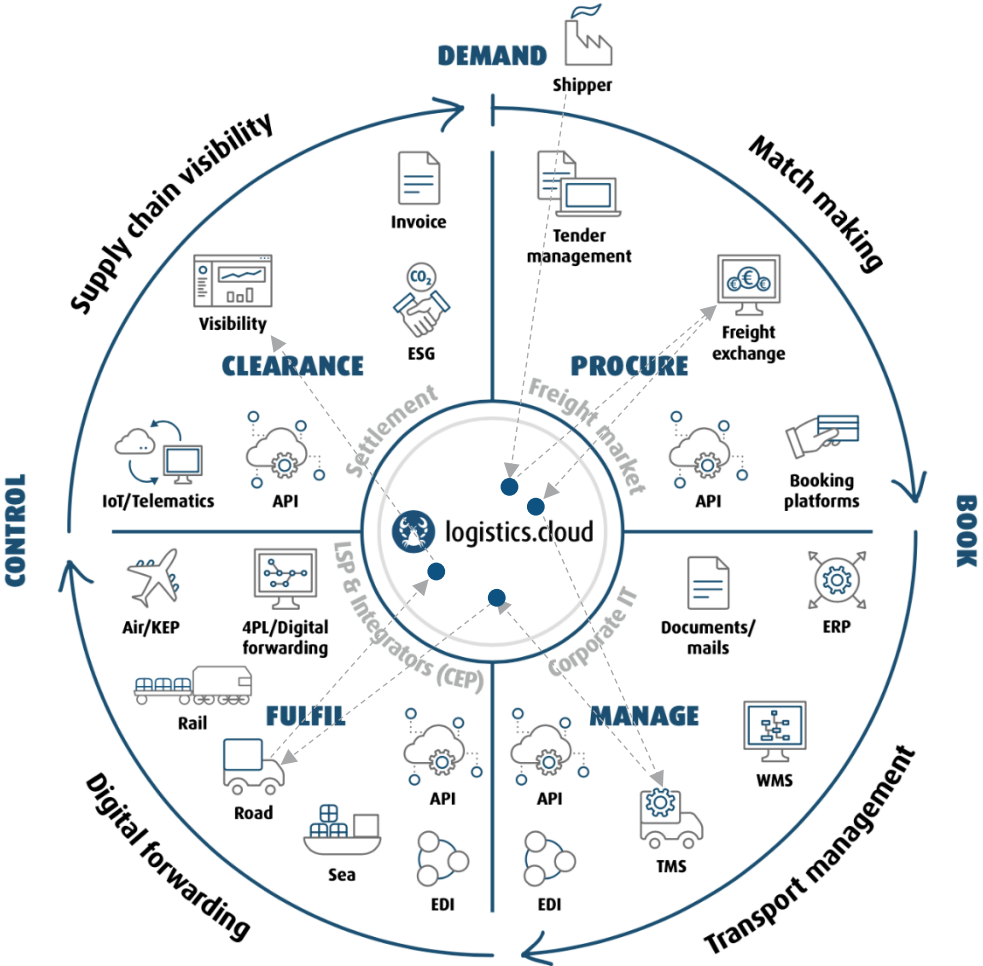 DEMAND
Shipper
Supply chain visibility
Match making
Invoice
Tender
management
Visibility
ESG
CO2
Freight
exchange
CLEARANCE
PROCURE
Settlement
Freight market
IoT/Telematics
API
API
Booking
platforms
CONTROL
logistics.cloud
BOOK
LSP & Integrators (CEP)
Corporate IT
Air/KEP
4PL/Digital
forwarding
Documents/
mails
ERP
Rail
FULFIL
MANAGE
Road
API
API
WMS
Sea
TMS
EDI
EDI
Digital forwarding
Transport management